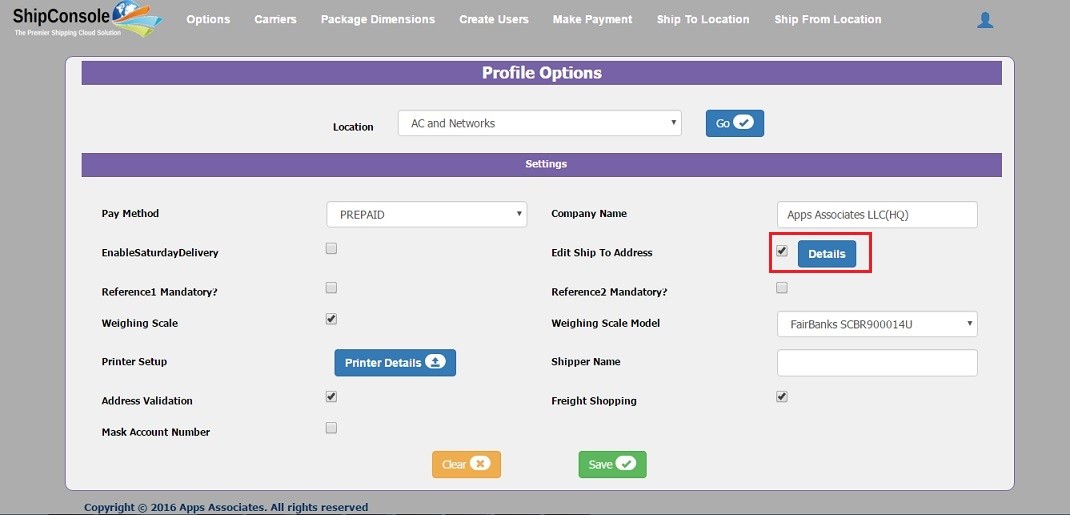 ShipConsole
The Premier Shipping Cloud Solution
Options Carriers Package Dimensions Create Users Make Payment Ship To Location Ship From Location
Profile Options
Location AC and Networks Go
Settings
Pay Method PREPAID Company Name Apps Associates LLC(HQ)
EnableSaturdayDelivery Edit Ship To Address Details
Reference1 Mandatory? Reference2 Mandatory?
Weighing Scale Weighing Scale Model FairBanks SCBR900014U
Printer Setup Printer Details Shipper Name
Address Validation Freight Shopping
Mask Account Number
Clear Save
Copyright © 2016 Apps Associates. All rights reserved